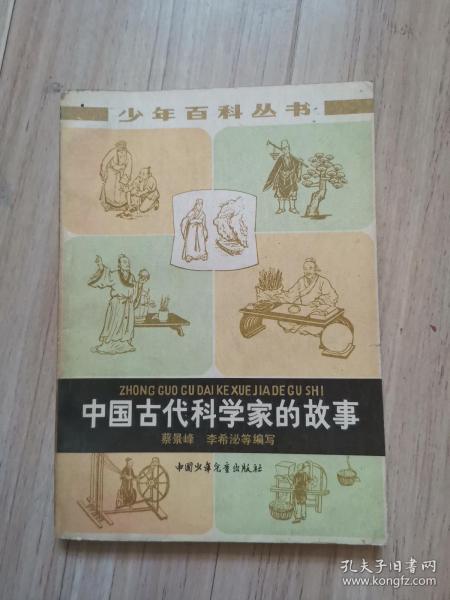 少年百科丛书
ZHONG GUO GU DAI KE XUE JIA DE GU SHI
中国古代科学家的故事
蔡景峰 李希泌等编写
中国少年儿童出版社
孔夫子旧书网
www.kongfz.com